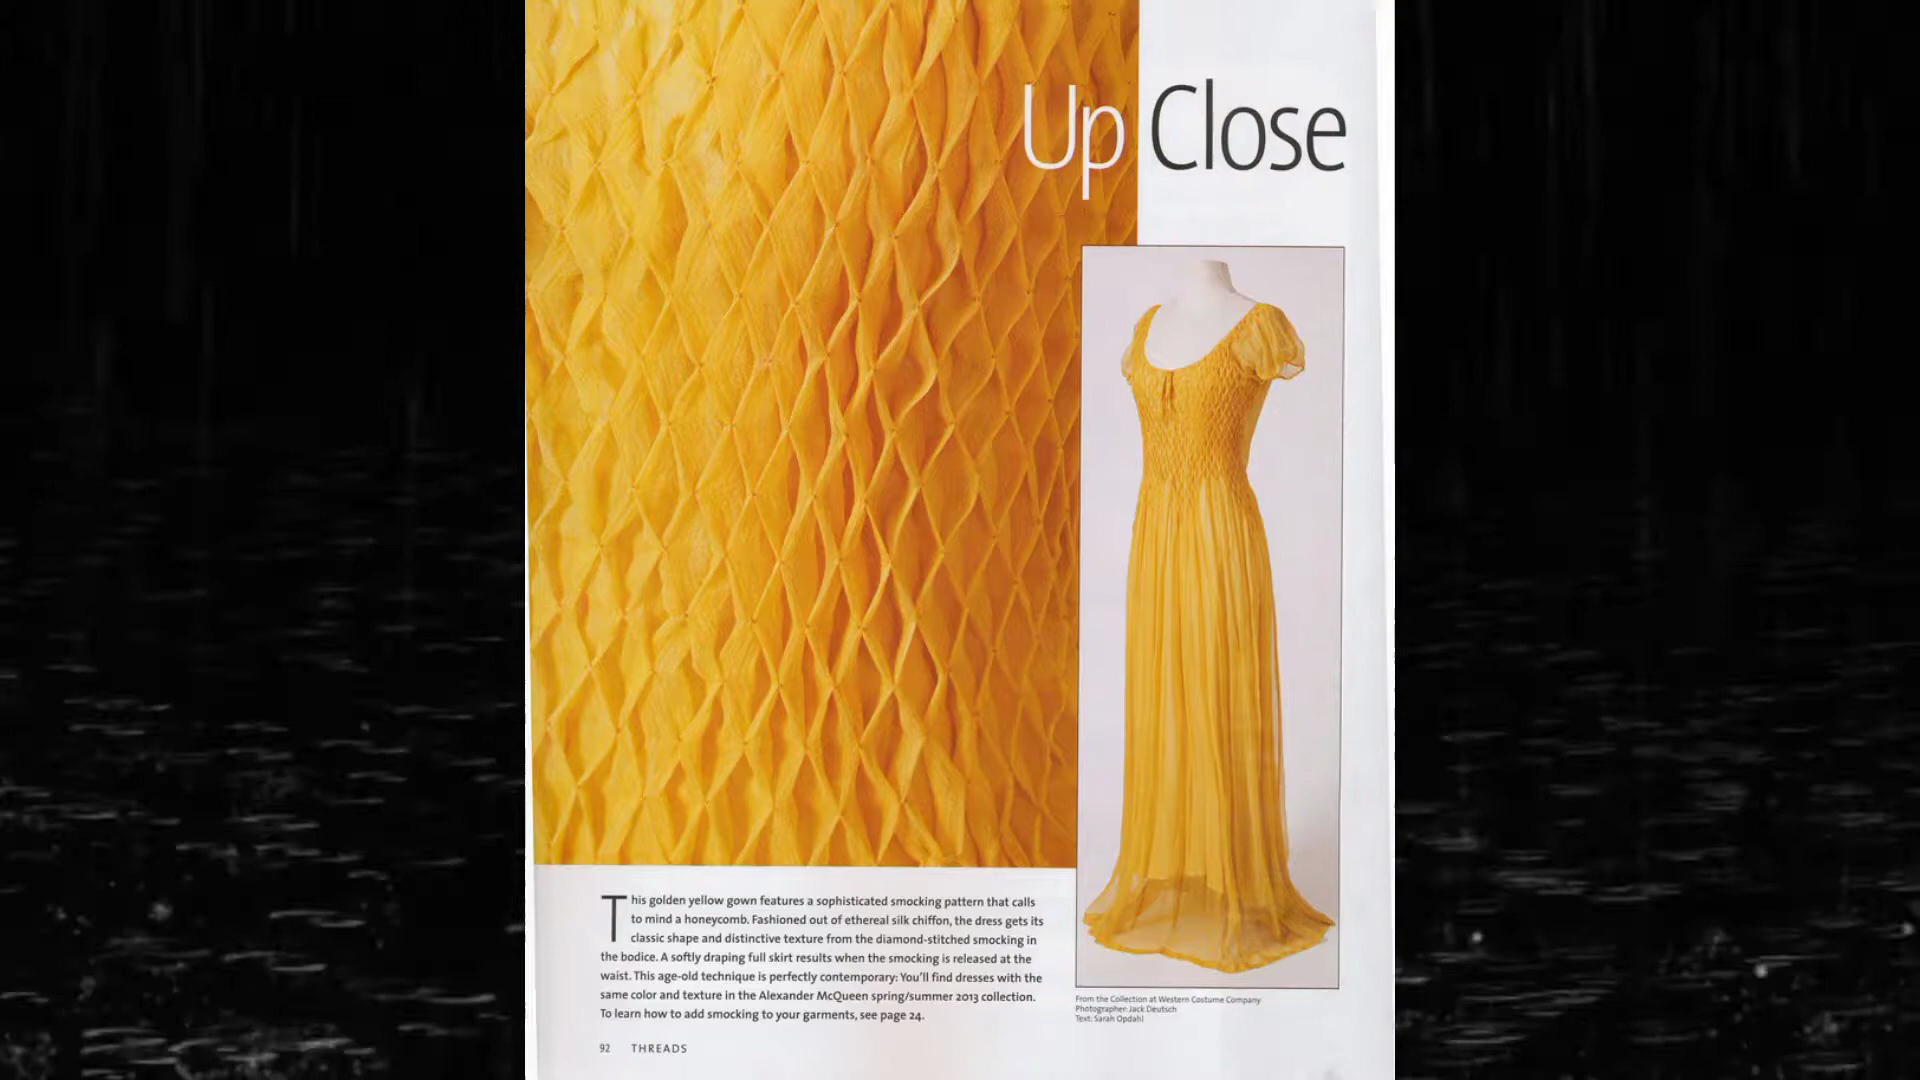 Up Close
This golden yellow gown features a sophisticated smocking pattern that calls
to mind a honeycomb. Fashioned out of ethereal silk chiffon, the dress gets its
classic shape and distinctive texture from the diamond-stitched smocking in
the bodice. A softly draping full skirt results when the smocking is released at the
waist. This age-old technique is perfectly contemporary: You'll find dresses with the
same color and texture in the Alexander McQueen spring/summer 2013 collection.
To learn how to add smocking to your garments, see page 24.
From the Collection at Western Costume Company
Photographer: Jack Deutsch
Text: Sarah Opdahl
92 THREADS